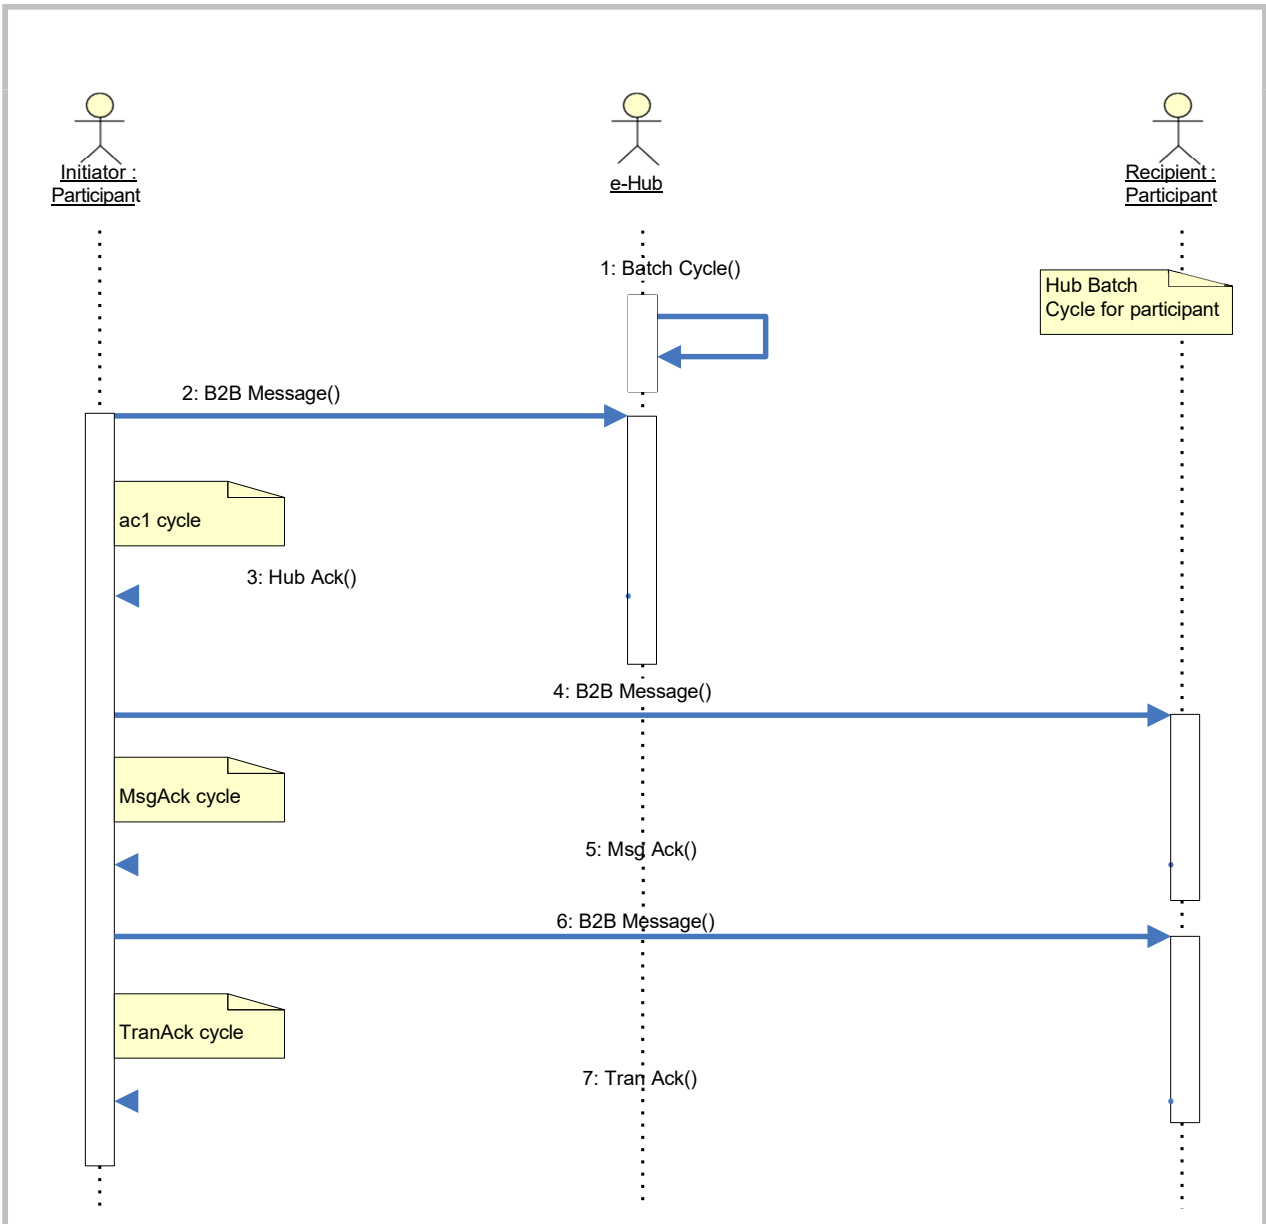 Initiator :
Participant
e-Hub
Recipient :
Participant
1: Batch Cycle()
Hub Batch
Cycle for participant
2: B2B Message()
ac1 cycle
3: Hub Ack()
4: B2B Message()
MsgAck cycle
5: Msg Ack()
6: B2B Message()
TranAck cycle
7: Tran Ack()